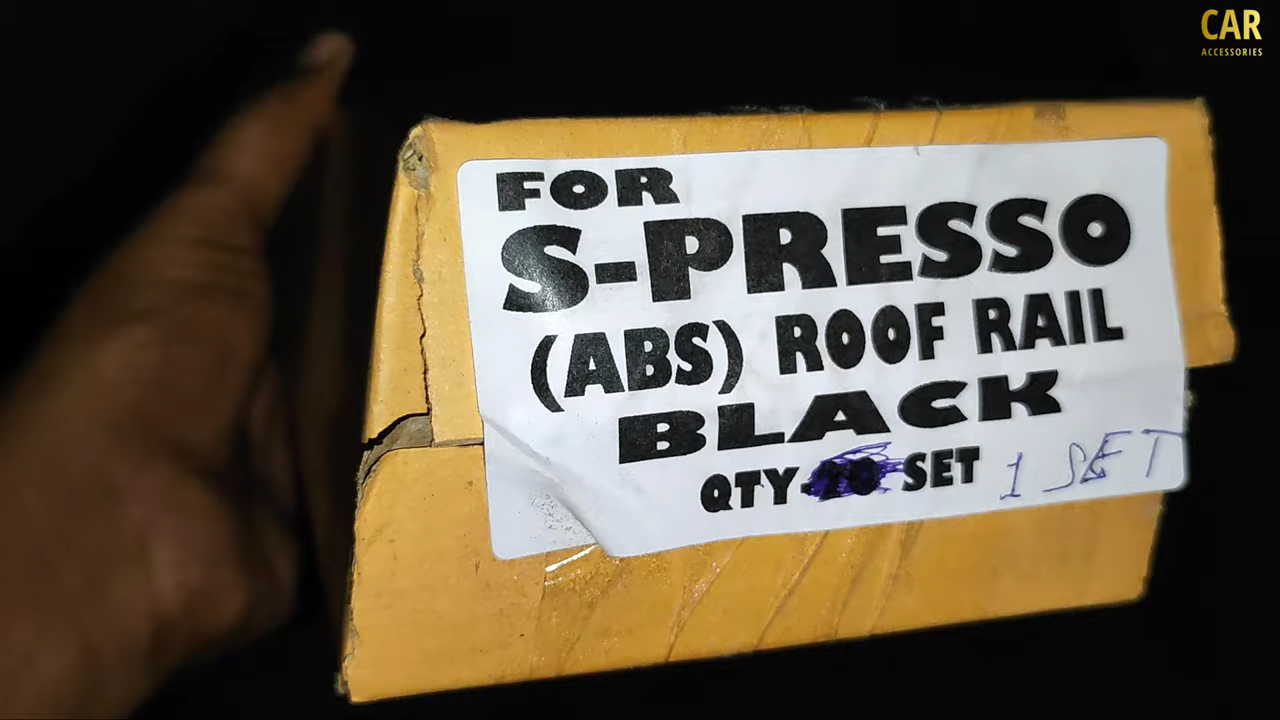 CAR
ACCESSORIES
FOR
S-PRESSO
(ABS) ROOF RAIL
BLACK
QTY- SET 1 SET